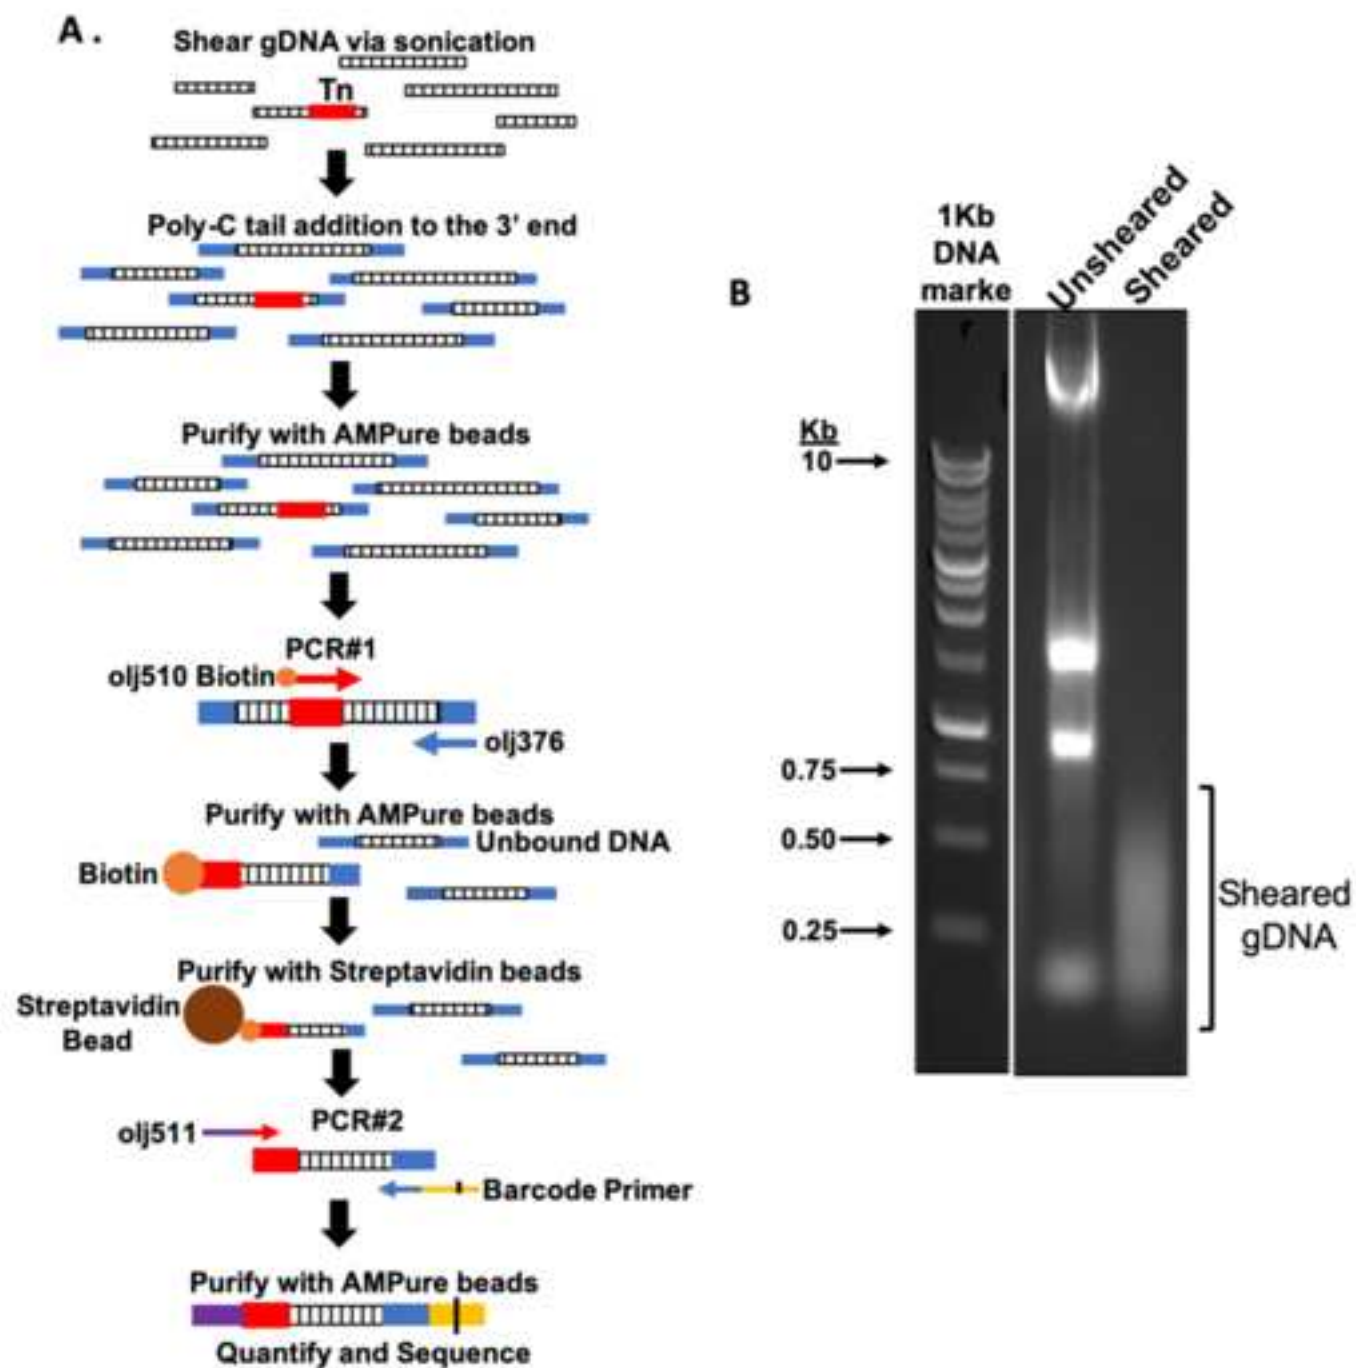 A.
Shear gDNA via sonication
Tn
Poly-C tail addition to the 3' end
Purify with AMPure beads
PCR#1
olj510 Biotin
olj376
Purify with AMPure beads
Unbound DNA
Biotin
Purify with Streptavidin beads
Streptavidin
Bead
PCR#2
olj511
Barcode Primer
Purify with AMPure beads
Quantify and Sequence
B
1Kb
DNA
marke
r
Unsheared
Sheared
Kb
10
0.75
0.50
0.25
Sheared
gDNA